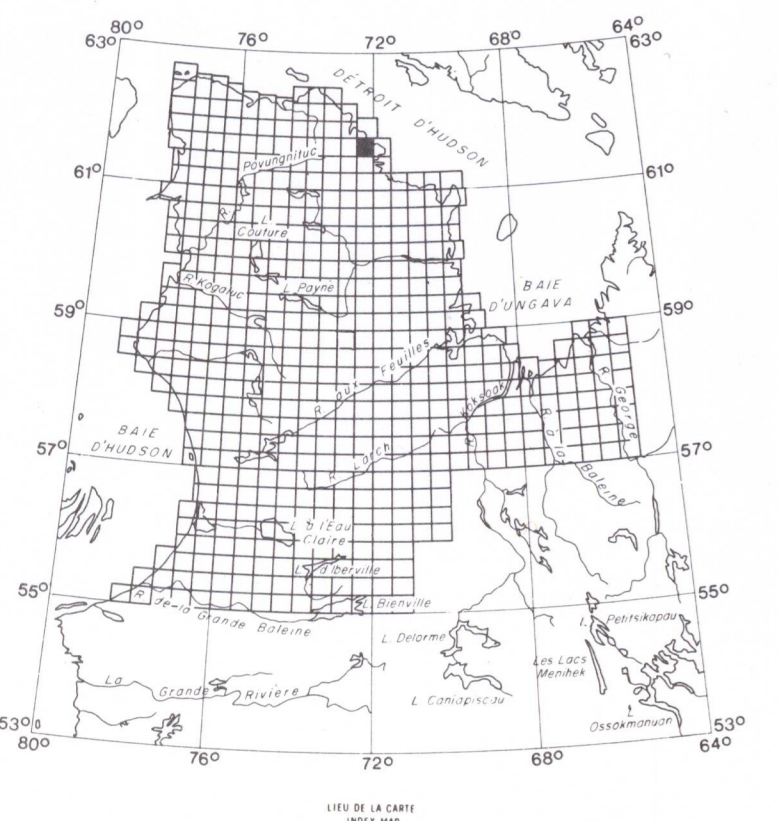 80° 76° 72° 68° 64°
63° 63°
DÉTROIT D'HUDSON
Povungnituc
61° 61°
R.
L.
Couture
R. Kogaluc
L. Payne
BAIE
D'UNGAVA
59° 59°
R. aux Feuilles
R. Koksoak
R. George
BAIE
D'HUDSON
57° 57°
R. Larch
R. à la Baleine
L. à l'Eau
Claire
L. d'Iberville
55° 55°
R. de-la Grande Baleine
L. Bienville
L. Petitsikapau
L. Delorme
Les Lacs
Menihek
La Grande Rivière
L. Caniapiscau
L.
Ossokmanuan
53° 53°
80° 76° 72° 68° 64°
LIEU DE LA CARTE
INDEX MAP